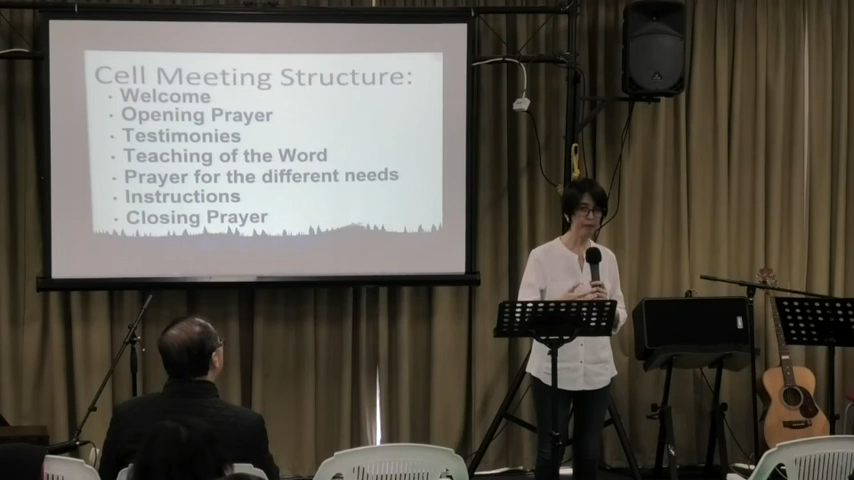 Cell Meeting Structure:
· Welcome
· Opening Prayer
· Testimonies
· Teaching of the Word
· Prayer for the different needs
· Instructions
· Closing Prayer